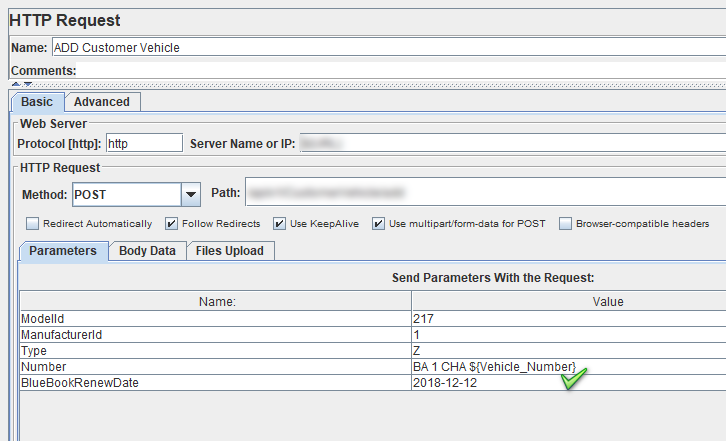 HTTP Request
Name: ADD Customer Vehicle
Comments:
Basic Advanced
Web Server
Protocol [http]: http Server Name or IP:
HTTP Request
Method: POST Path:
Redirect Automatically Follow Redirects Use KeepAlive Use multipart/form-data for POST Browser-compatible headers
Parameters Body Data Files Upload
Send Parameters With the Request:
Name: Value
ModelId 217
ManufacturerId 1
Type Z
Number BA 1 CHA ${Vehicle_Number}
BlueBookRenewDate 2018-12-12